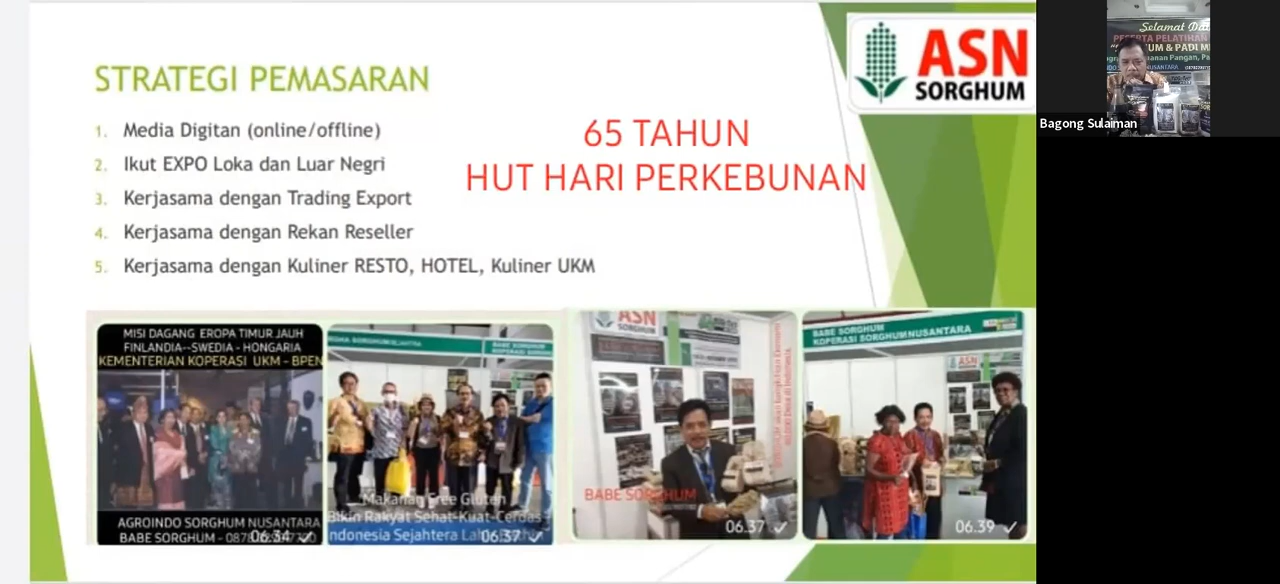 STRATEGI PEMASARAN
1. Media Digitan (online/offline)
2. Ikut EXPO Loka dan Luar Negri
3. Kerjasama dengan Trading Export
4. Kerjasama dengan Rekan Reseller
5. Kerjasama dengan Kuliner RESTO, HOTEL, Kuliner UKM
65 TAHUN
HUT HARI PERKEBUNAN
ASN
SORGHUM
Selamat
Bagong Sulaiman
MISI DAGANG EROPA TIMUR JAUH
FINLANDIA--SWEDIA - HONGARIA
KEMENTERIAN KOPERASI UKM - BPEN
AGROINDO SORGHUM NUSANTARA
BABE SORGHUM -
06.34
BABE SORGHUM
Makanan Free Gluten
Bikin Rakyat Sehat-Kuat-Cerdas
Indonesia Sejahtera
06.37
ASN
SORGHUM
BABE SORGHUM
06.37
BABE SORGHUM
KOPERASI SORGHUM NUSANTARA
ASN
06.39